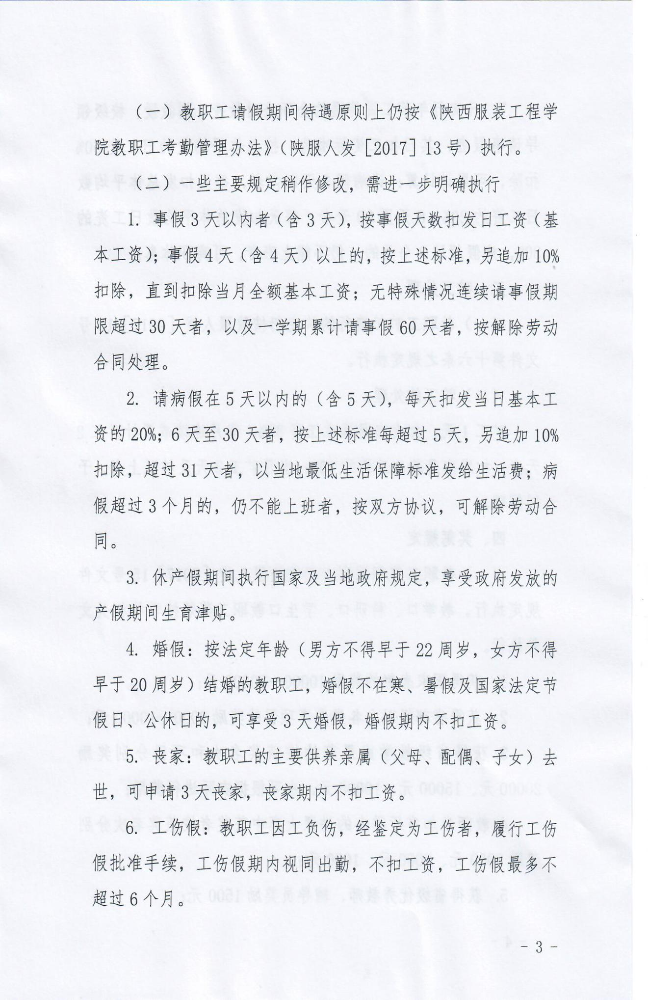 （一）教职工请假期间待遇原则上仍按《陕西服装工程学
院教职工考勤管理办法》（陕服人发［2017］13号）执行。
（二）一些主要规定稍作修改，需进一步明确执行
1. 事假3天以内者（含3天），按事假天数扣发日工资（基
本工资）；事假4天（含4天）以上的，按上述标准，另追加10%
扣除，直到扣除当月全额基本工资；无特殊情况连续请事假期
限超过30天者，以及一学期累计请事假60天者，按解除劳动
合同处理。
2. 请病假在5天以内的（含5天），每天扣发当日基本工
资的20%；6天至30天者，按上述标准每超过5天，另追加10%
扣除，超过31天者，以当地最低生活保障标准发给生活费；病
假超过3个月的，仍不能上班者，按双方协议，可解除劳动合
同。
3. 休产假期间执行国家及当地政府规定，享受政府发放的
产假期间生育津贴。
4. 婚假：按法定年龄（男方不得早于22周岁，女方不得
早于20周岁）结婚的教职工，婚假不在寒、暑假及国家法定节
假日、公休日的，可享受3天婚假，婚假期内不扣工资。
5. 丧家：教职工的主要供养亲属（父母、配偶、子女）去
世，可申请3天丧家，丧家期内不扣工资。
6. 工伤假：教职工因工负伤，经鉴定为工伤者，履行工伤
假批准手续，工伤假期内视同出勤，不扣工资，工伤假最多不
超过6个月。
- 3 -